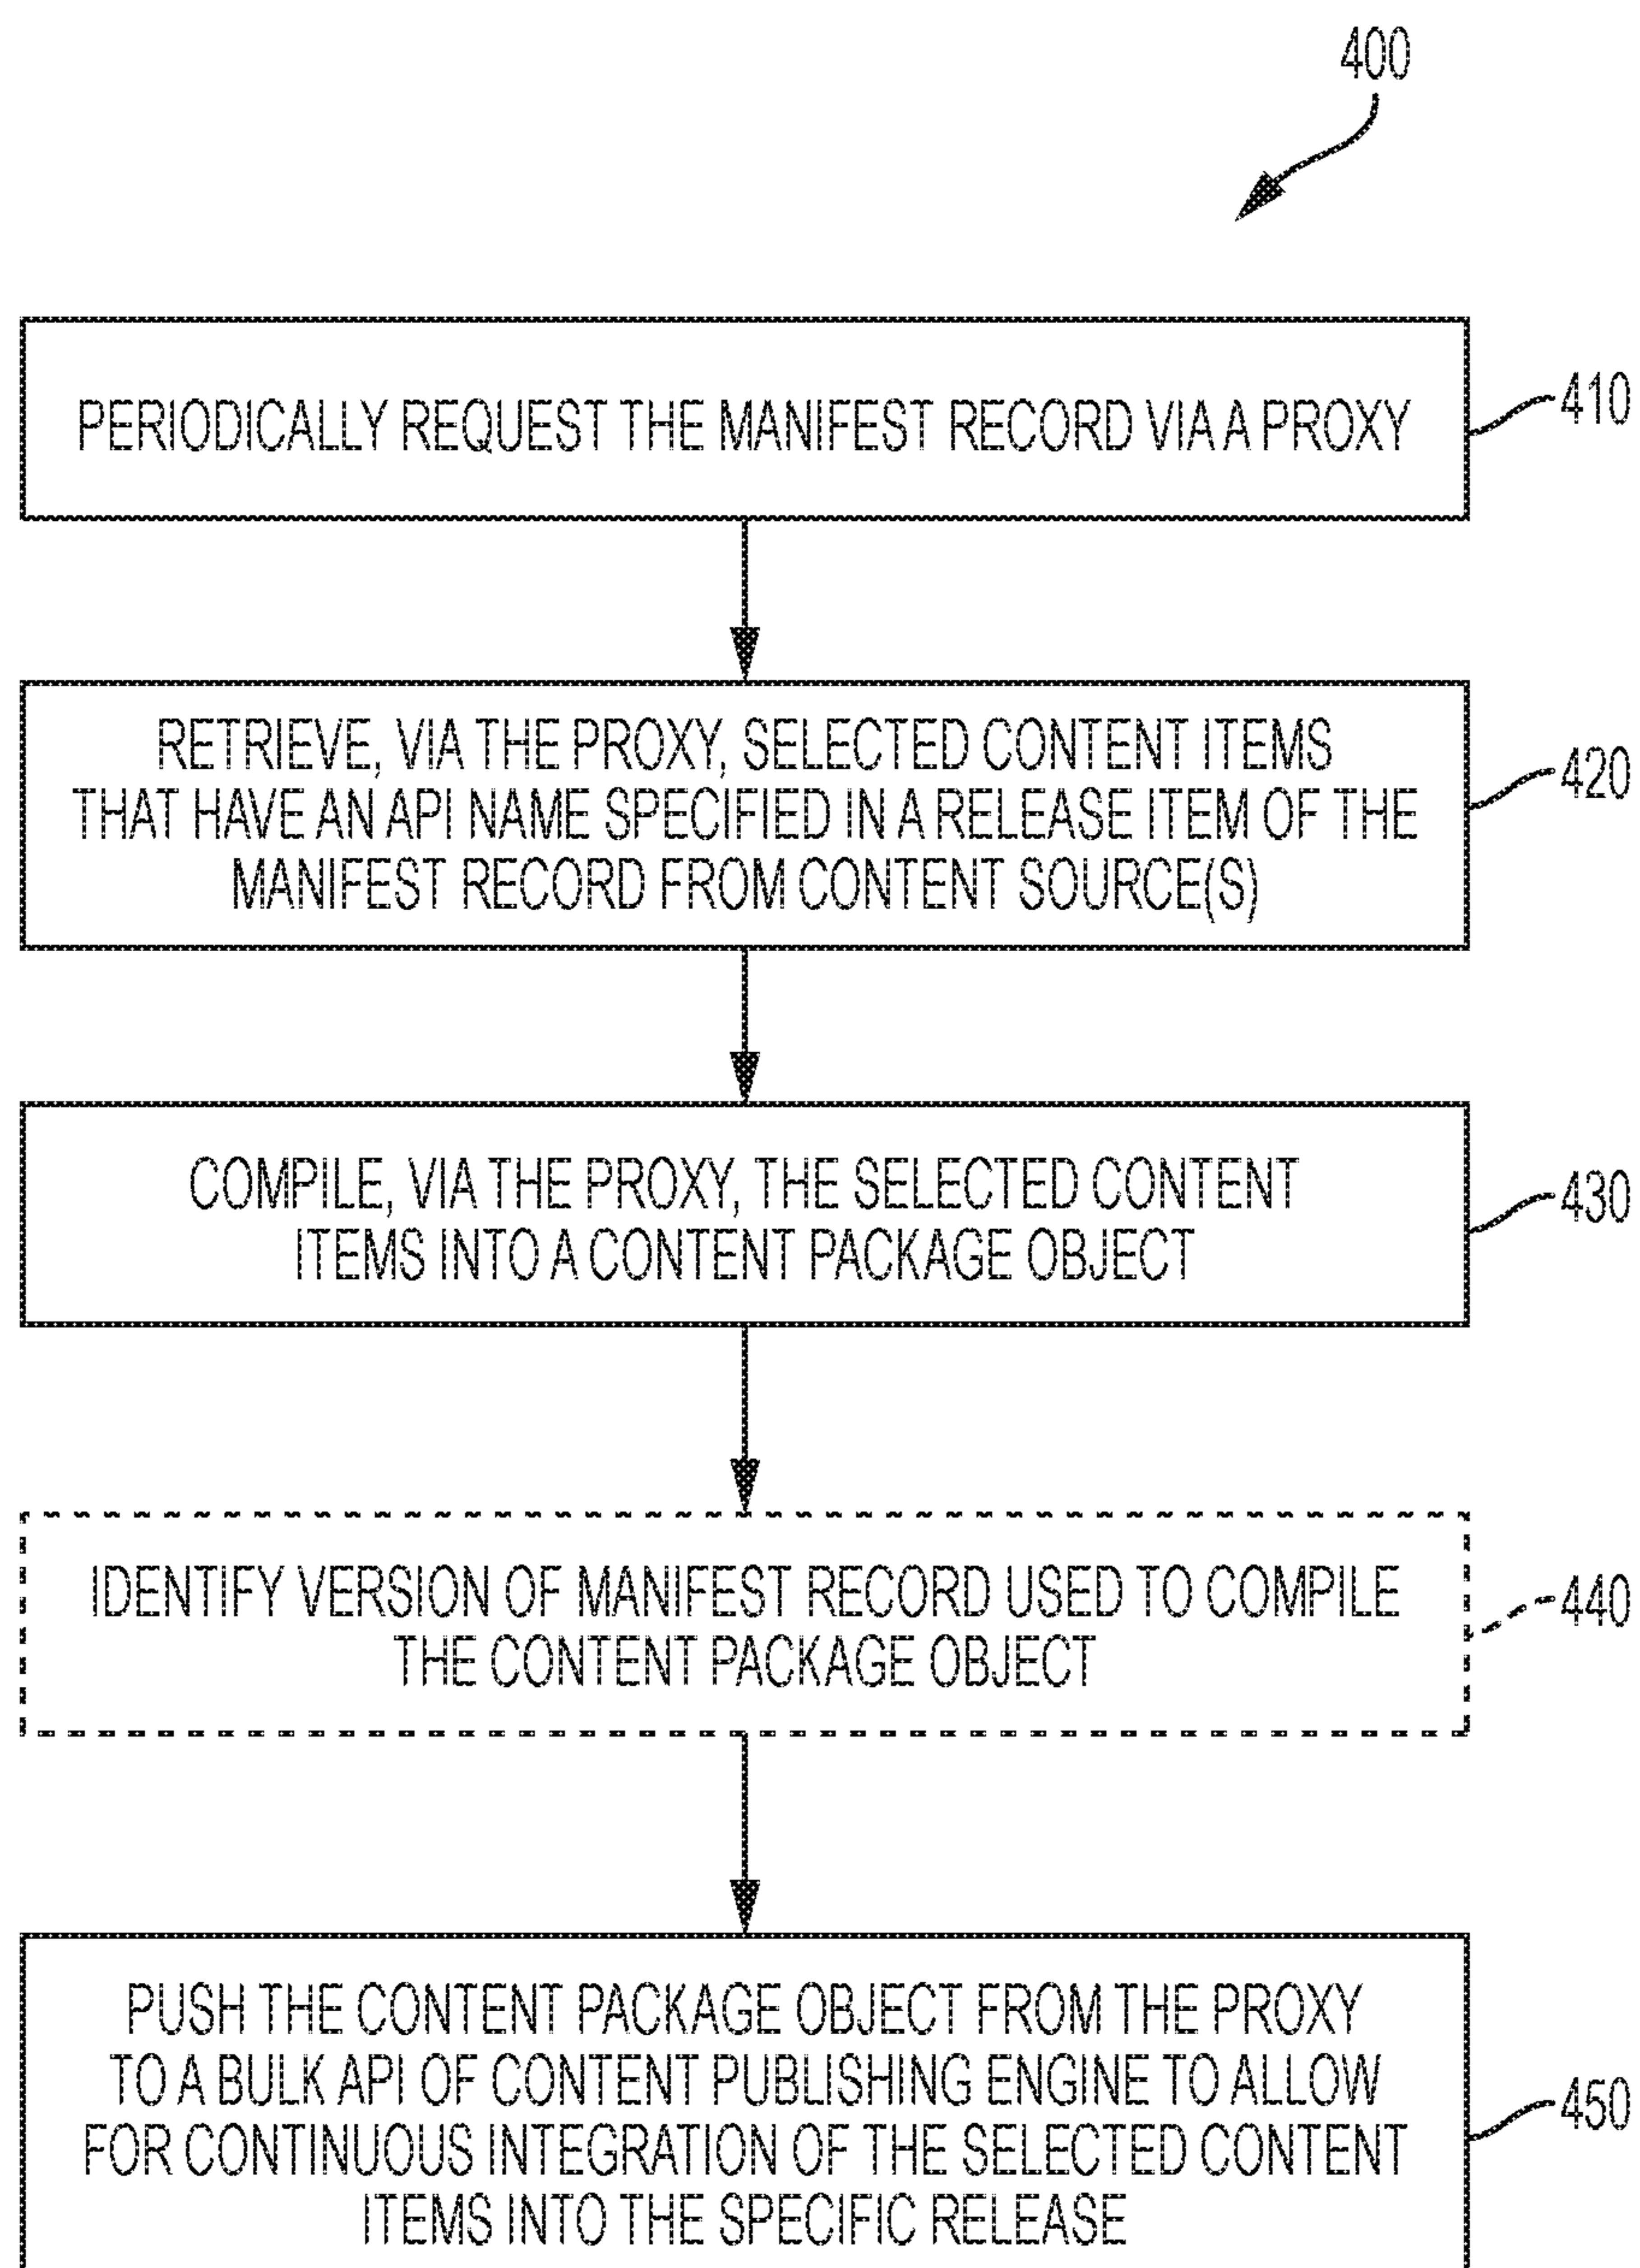 400
PERIODICALLY REQUEST THE MANIFEST RECORD VIA A PROXY
410
RETRIEVE, VIA THE PROXY, SELECTED CONTENT ITEMS
THAT HAVE AN API NAME SPECIFIED IN A RELEASE ITEM OF THE
MANIFEST RECORD FROM CONTENT SOURCE(S)
420
COMPILE, VIA THE PROXY, THE SELECTED CONTENT
ITEMS INTO A CONTENT PACKAGE OBJECT
430
IDENTIFY VERSION OF MANIFEST RECORD USED TO COMPILE
THE CONTENT PACKAGE OBJECT
440
PUSH THE CONTENT PACKAGE OBJECT FROM THE PROXY
TO A BULK API OF CONTENT PUBLISHING ENGINE TO ALLOW
FOR CONTINUOUS INTEGRATION OF THE SELECTED CONTENT
ITEMS INTO THE SPECIFIC RELEASE
450